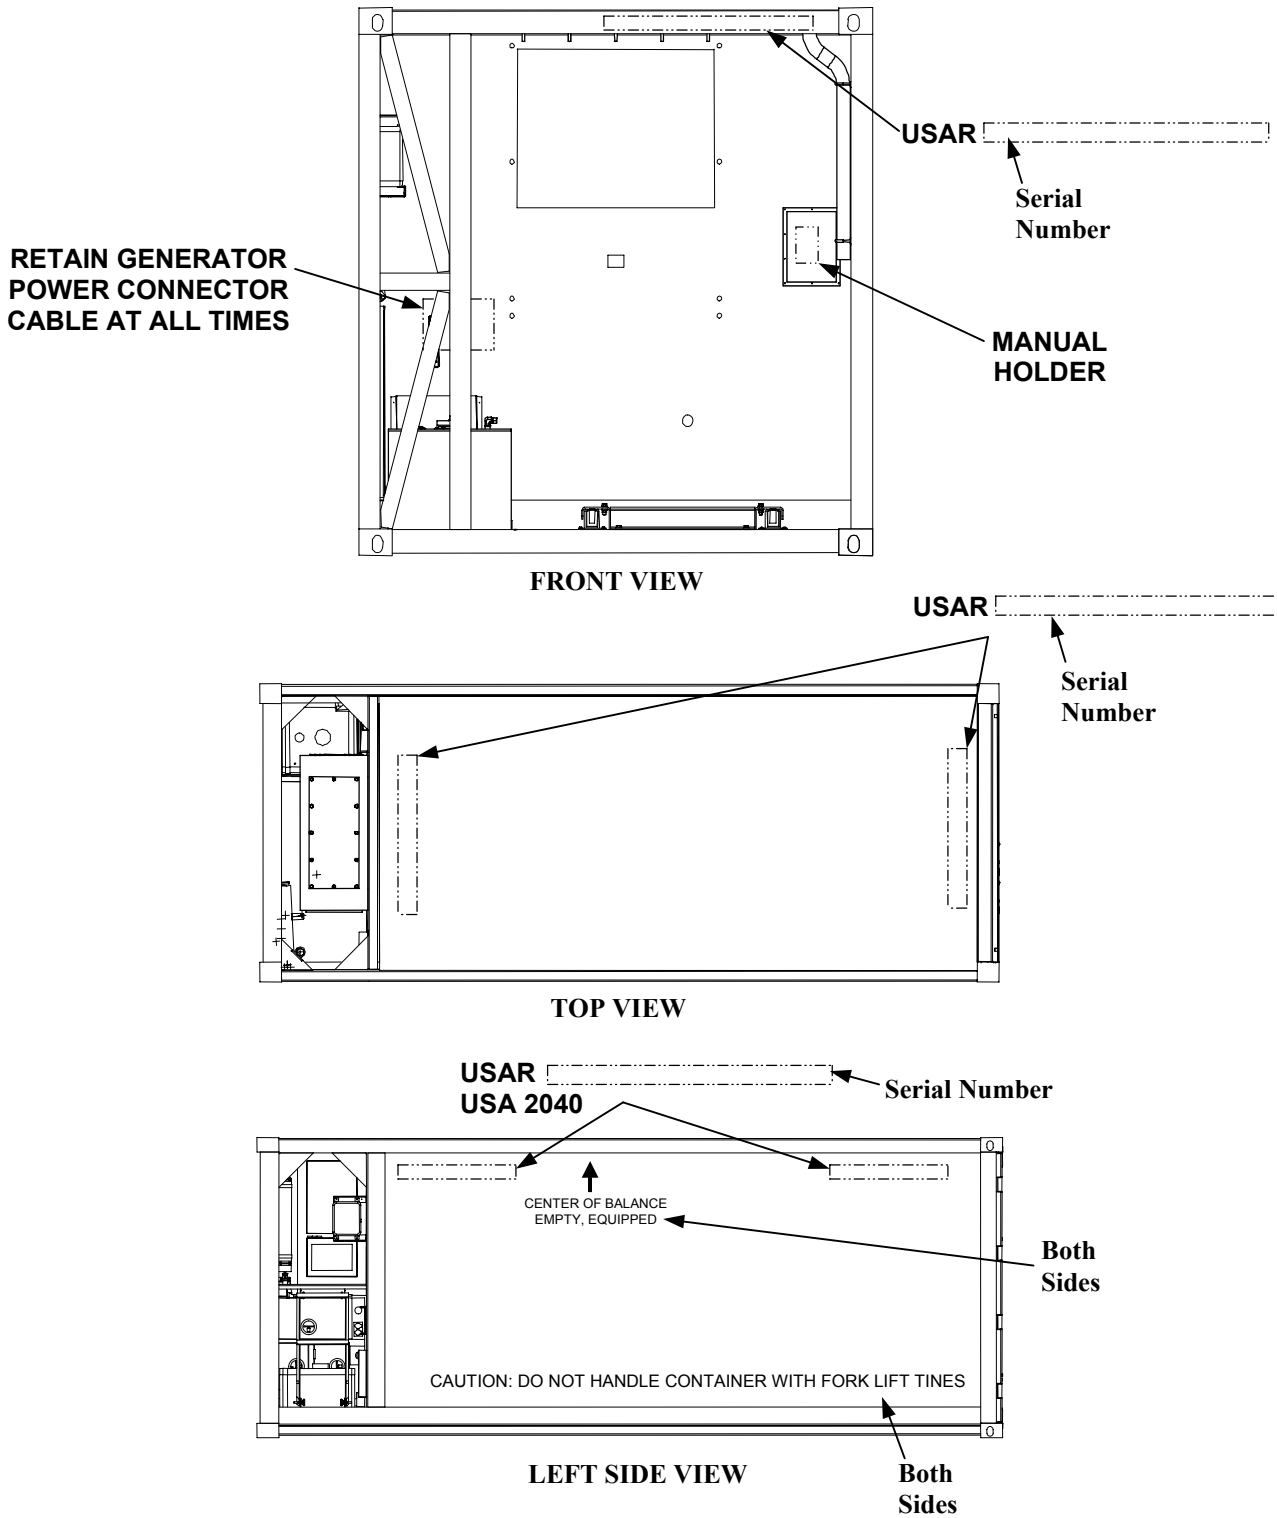 USAR
Serial
Number
RETAIN GENERATOR
POWER CONNECTOR
CABLE AT ALL TIMES
MANUAL
HOLDER
FRONT VIEW
USAR
Serial
Number
TOP VIEW
USAR
USA 2040
Serial Number
CENTER OF BALANCE
EMPTY, EQUIPPED
Both
Sides
CAUTION: DO NOT HANDLE CONTAINER WITH FORK LIFT TINES
LEFT SIDE VIEW
Both
Sides